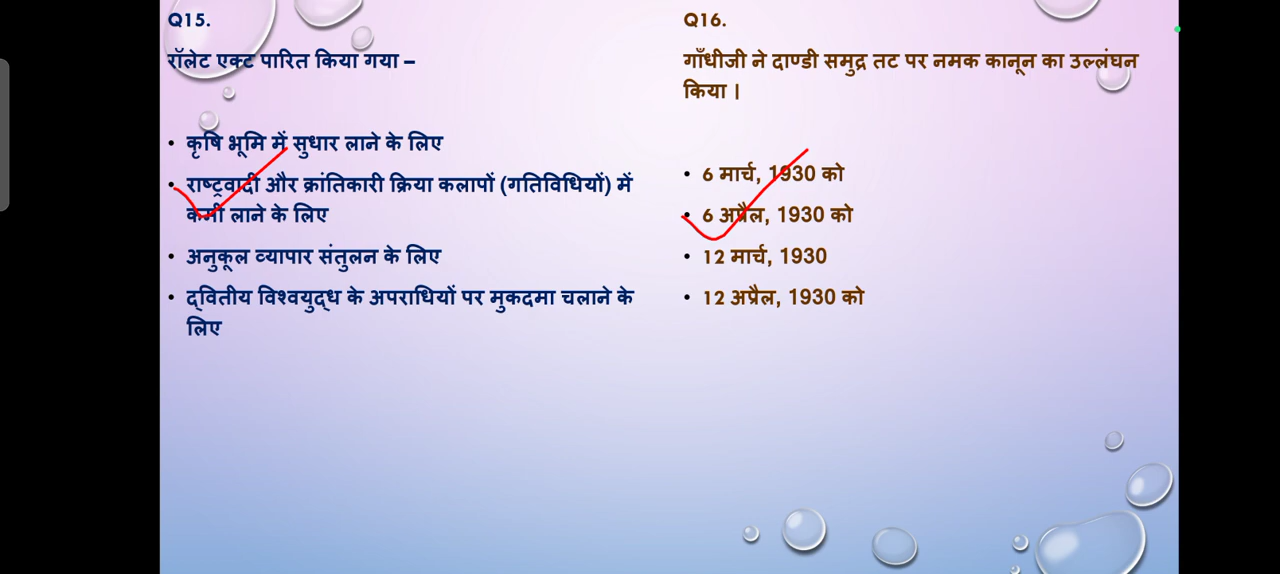 Q15.
रॉलेट एक्ट पारित किया गया –
• कृषि भूमि में सुधार लाने के लिए
• राष्ट्रवादी और क्रांतिकारी क्रिया कलापों (गतिविधियों) में
कमी लाने के लिए
• अनुकूल व्यापार संतुलन के लिए
• द्वितीय विश्वयुद्ध के अपराधियों पर मुकदमा चलाने के
लिए
Q16.
गाँधीजी ने दाण्डी समुद्र तट पर नमक कानून का उल्लंघन
किया |
• 6 मार्च, 1930 को
• 6 अप्रैल, 1930 को
• 12 मार्च, 1930
• 12 अप्रैल, 1930 को